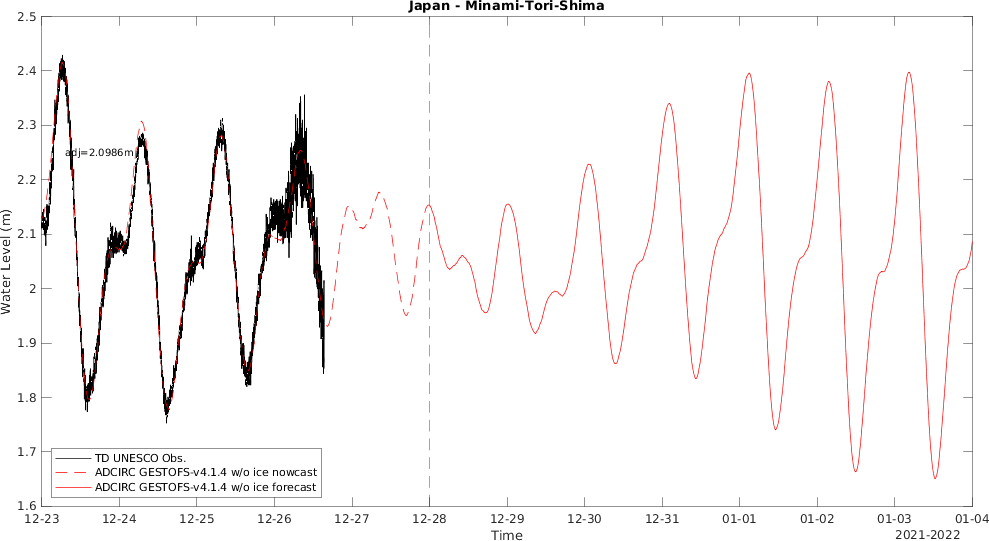 Japan - Minami-Tori-Shima
Water Level (m)
2.5
2.4
2.3
2.2
2.1
2
1.9
1.8
1.7
1.6
adj=2.0986m
TD UNESCO Obs.
ADCIRC GESTOFS-v4.1.4 w/o ice nowcast
ADCIRC GESTOFS-v4.1.4 w/o ice forecast
12-23 12-24 12-25 12-26 12-27 12-28 12-29 12-30 12-31 01-01 01-02 01-03 01-04
Time
2021-2022